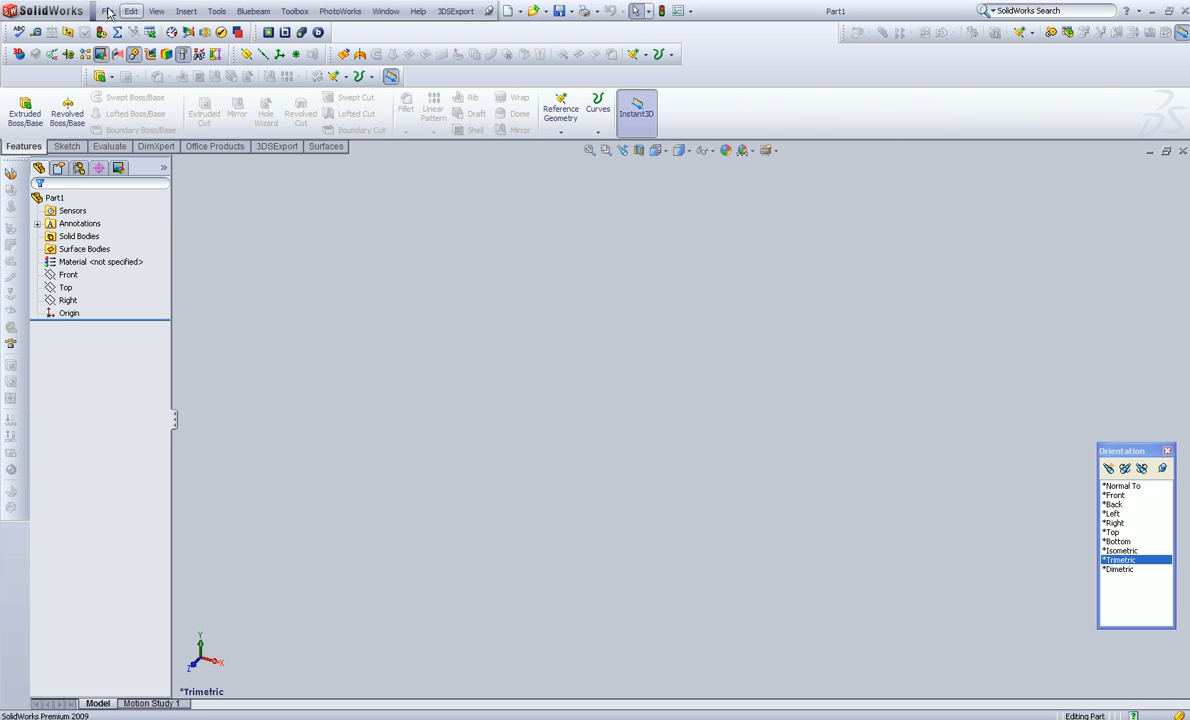 SolidWorks F Edit View Insert Tools Toolbox Bluebeam PhotoWorks Window Help 3DSExport Part1 SolidWorks Search ?
Extruded Boss/Base
Revolved Boss/Base
Swept Boss/Base
Lofted Boss/Base
Boundary Boss/Base
Extruded Cut
Mirror
Hole Wizard
Revolved Cut
Swept Cut
Lofted Cut
Boundary Cut
Fillet
Linear Pattern
Rib
Draft
Shell
Wrap
Dome
Mirror
Reference Geometry
Curves
Instant3D
Features Sketch Evaluate DimXpert Office Products 3DSExport Surfaces
Part1
Sensors
Annotations
Solid Bodies
Surface Bodies
Material <not specified>
Front
Top
Right
Origin
Orientation
*Normal To
*Front
*Back
*Left
*Right
*Top
*Bottom
*Isometric
*Trimetric
*Dimetric
Y
X
Z
*Trimetric
Model Motion Study 1
SolidWorks Premium 2009 Editing Part ?